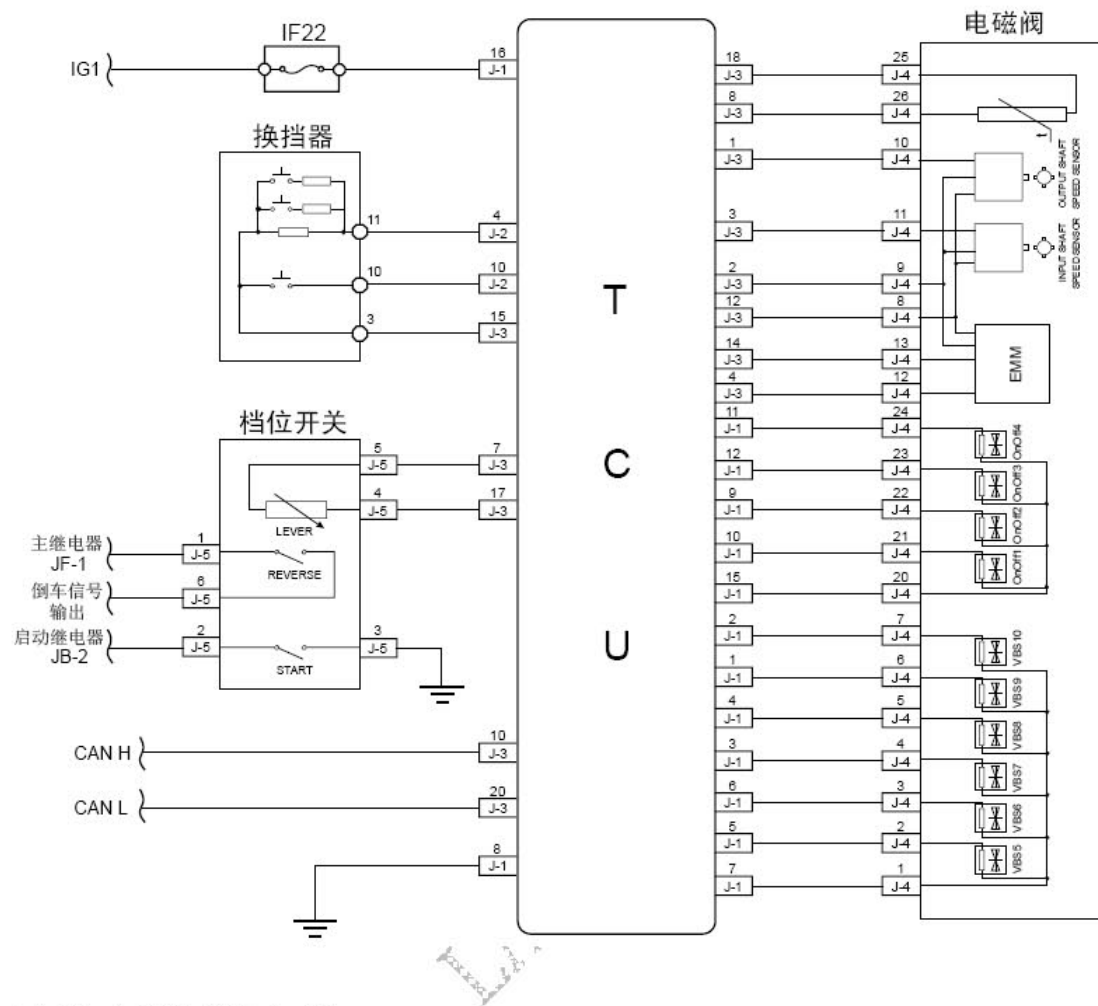 电磁阀
IF22
IG1
16
J-1
换挡器
11
4
J-2
10
10
J-2
3
15
J-3
档位开关
5
J-5
7
J-3
4
J-5
17
J-3
LEVER
主继电器
JF-1
1
J-5
REVERSE
倒车信号
输出
6
J-5
启动继电器
JB-2
2
J-5
START
3
J-5
CAN H
10
J-3
CAN L
20
J-3
8
J-1
T
C
U
18
J-3
25
J-4
8
J-3
26
J-4
t
1
J-3
10
J-4
OUTPUT SHAFT
SPEED SENSOR
3
J-3
11
J-4
INPUT SHAFT
SPEED SENSOR
2
J-3
9
J-4
12
J-3
8
J-4
14
J-3
13
J-4
EMM
4
J-3
12
J-4
11
J-1
24
J-4
OnOff4
12
J-1
23
J-4
OnOff3
9
J-1
22
J-4
OnOff2
10
J-1
21
J-4
OnOff1
15
J-1
20
J-4
2
J-1
7
J-4
VBS10
1
J-1
6
J-4
VBS9
4
J-1
5
J-4
VBS8
3
J-1
4
J-4
VBS7
6
J-1
3
J-4
VBS6
5
J-1
2
J-4
VBS5
7
J-1
1
J-4